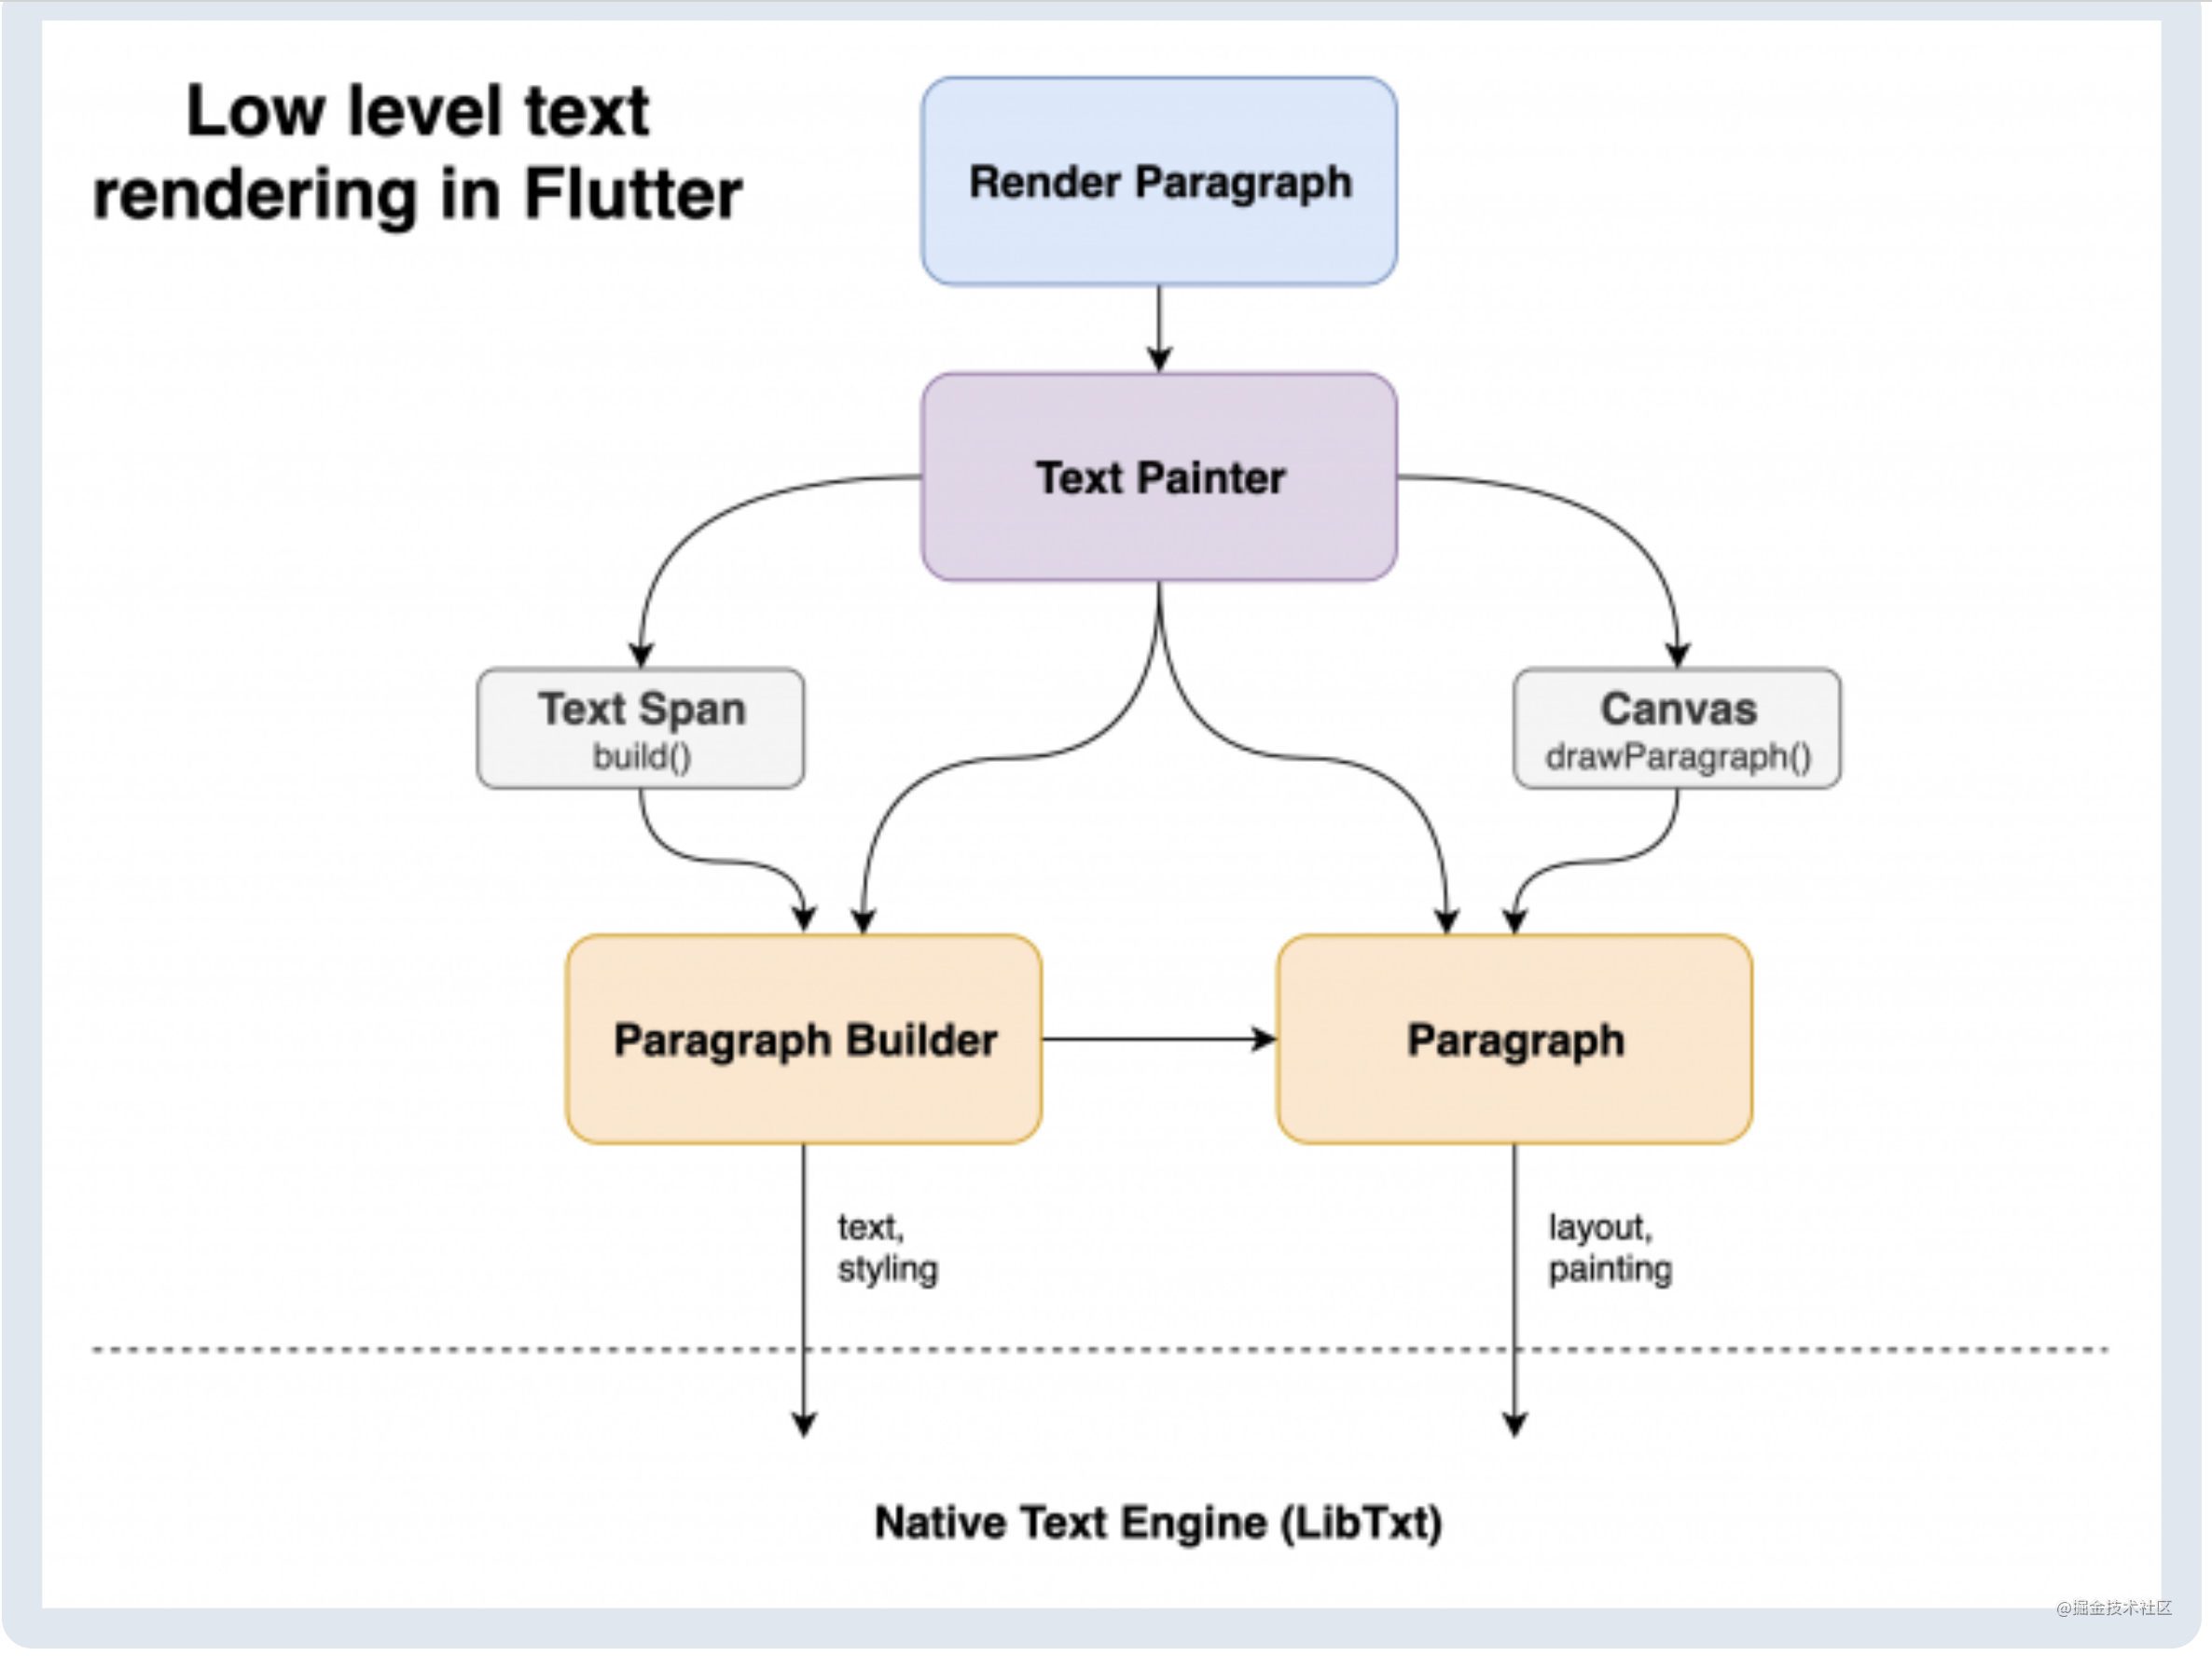 Low level text
rendering in Flutter
Render Paragraph
Text Painter
Text Span
build()
Canvas
drawParagraph()
Paragraph Builder
Paragraph
text,
styling
layout,
painting
Native Text Engine (LibTxt)
@掘金技术社区